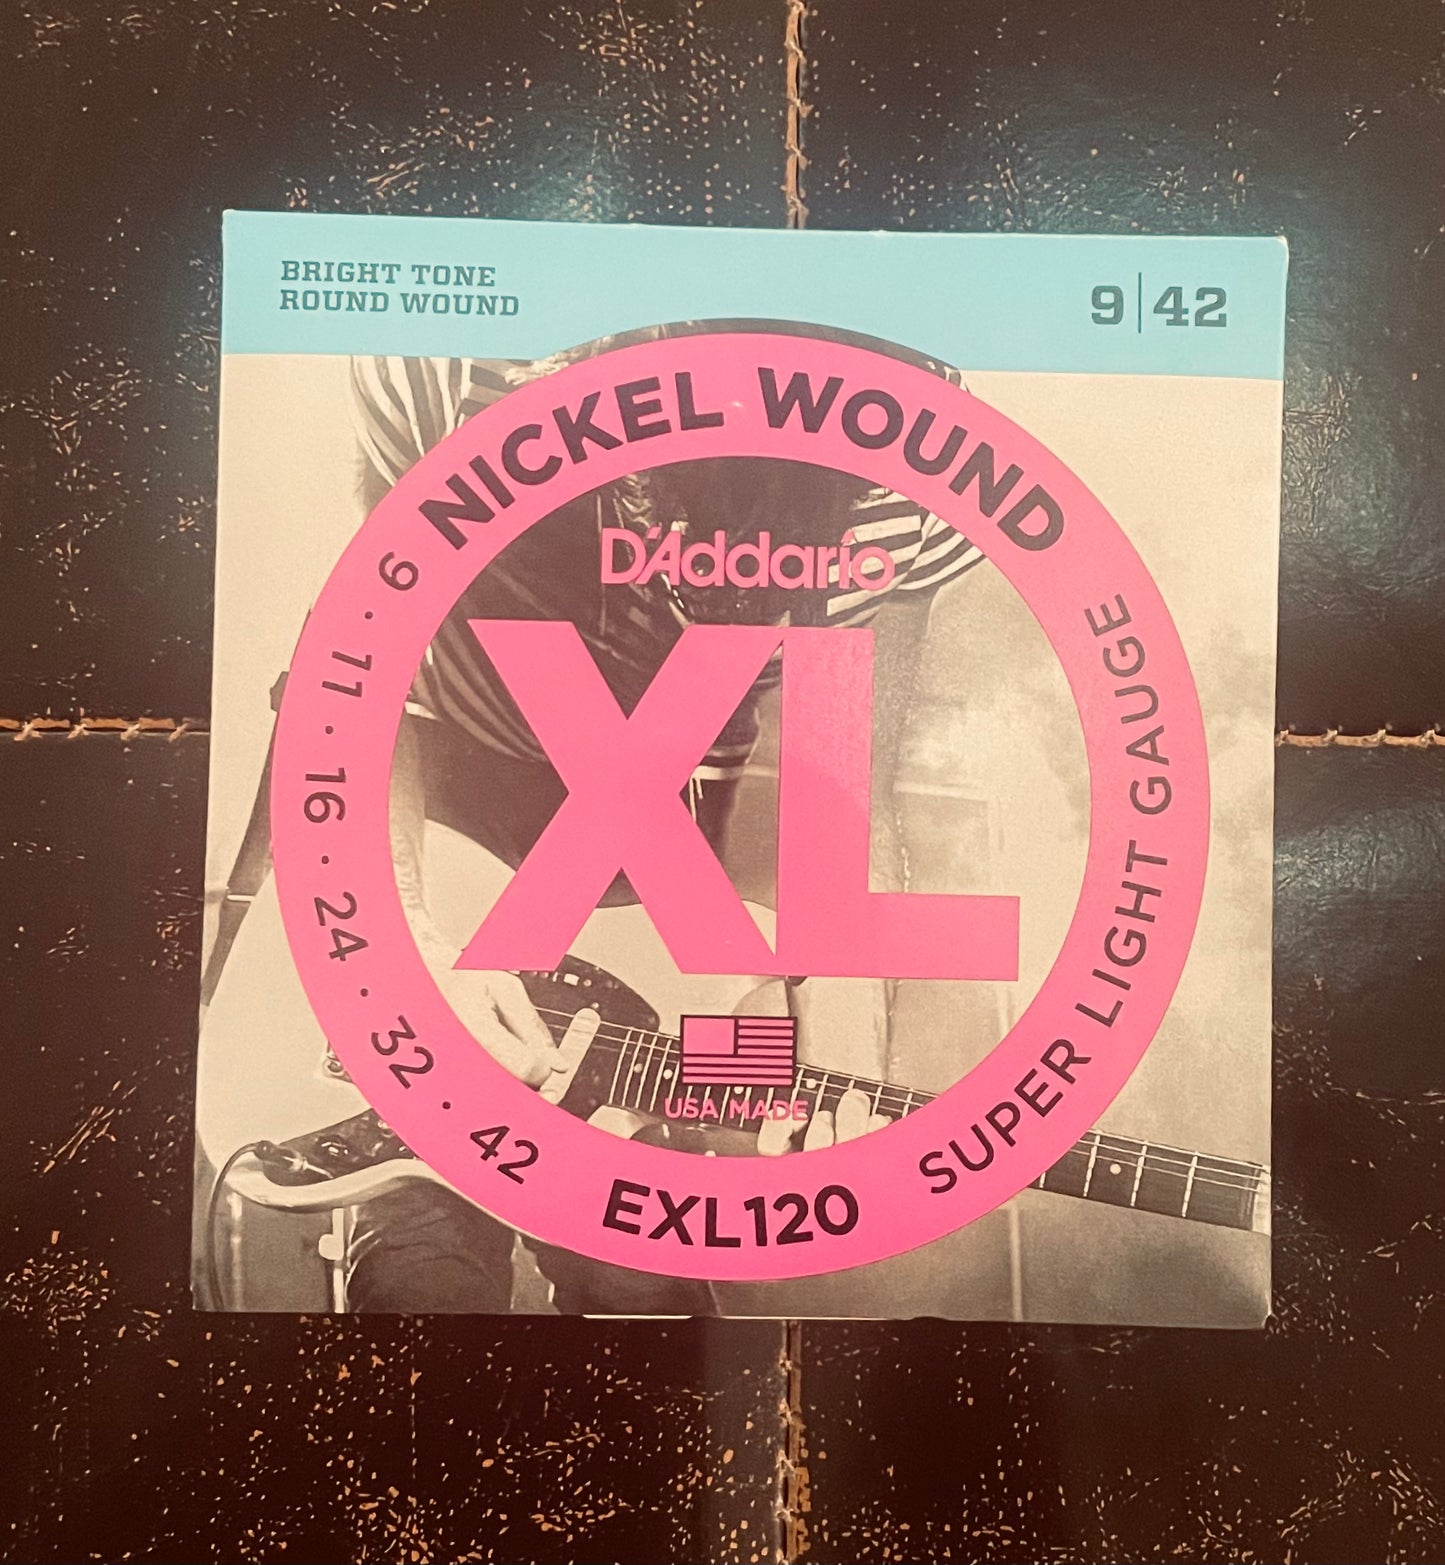 BRIGHT TONE
ROUND WOUND
9|42
NICKEL WOUND
D'Addario
XL
USA MADE
9 · 11 · 16 · 24 · 32 · 42
EXL120
SUPER LIGHT GAUGE